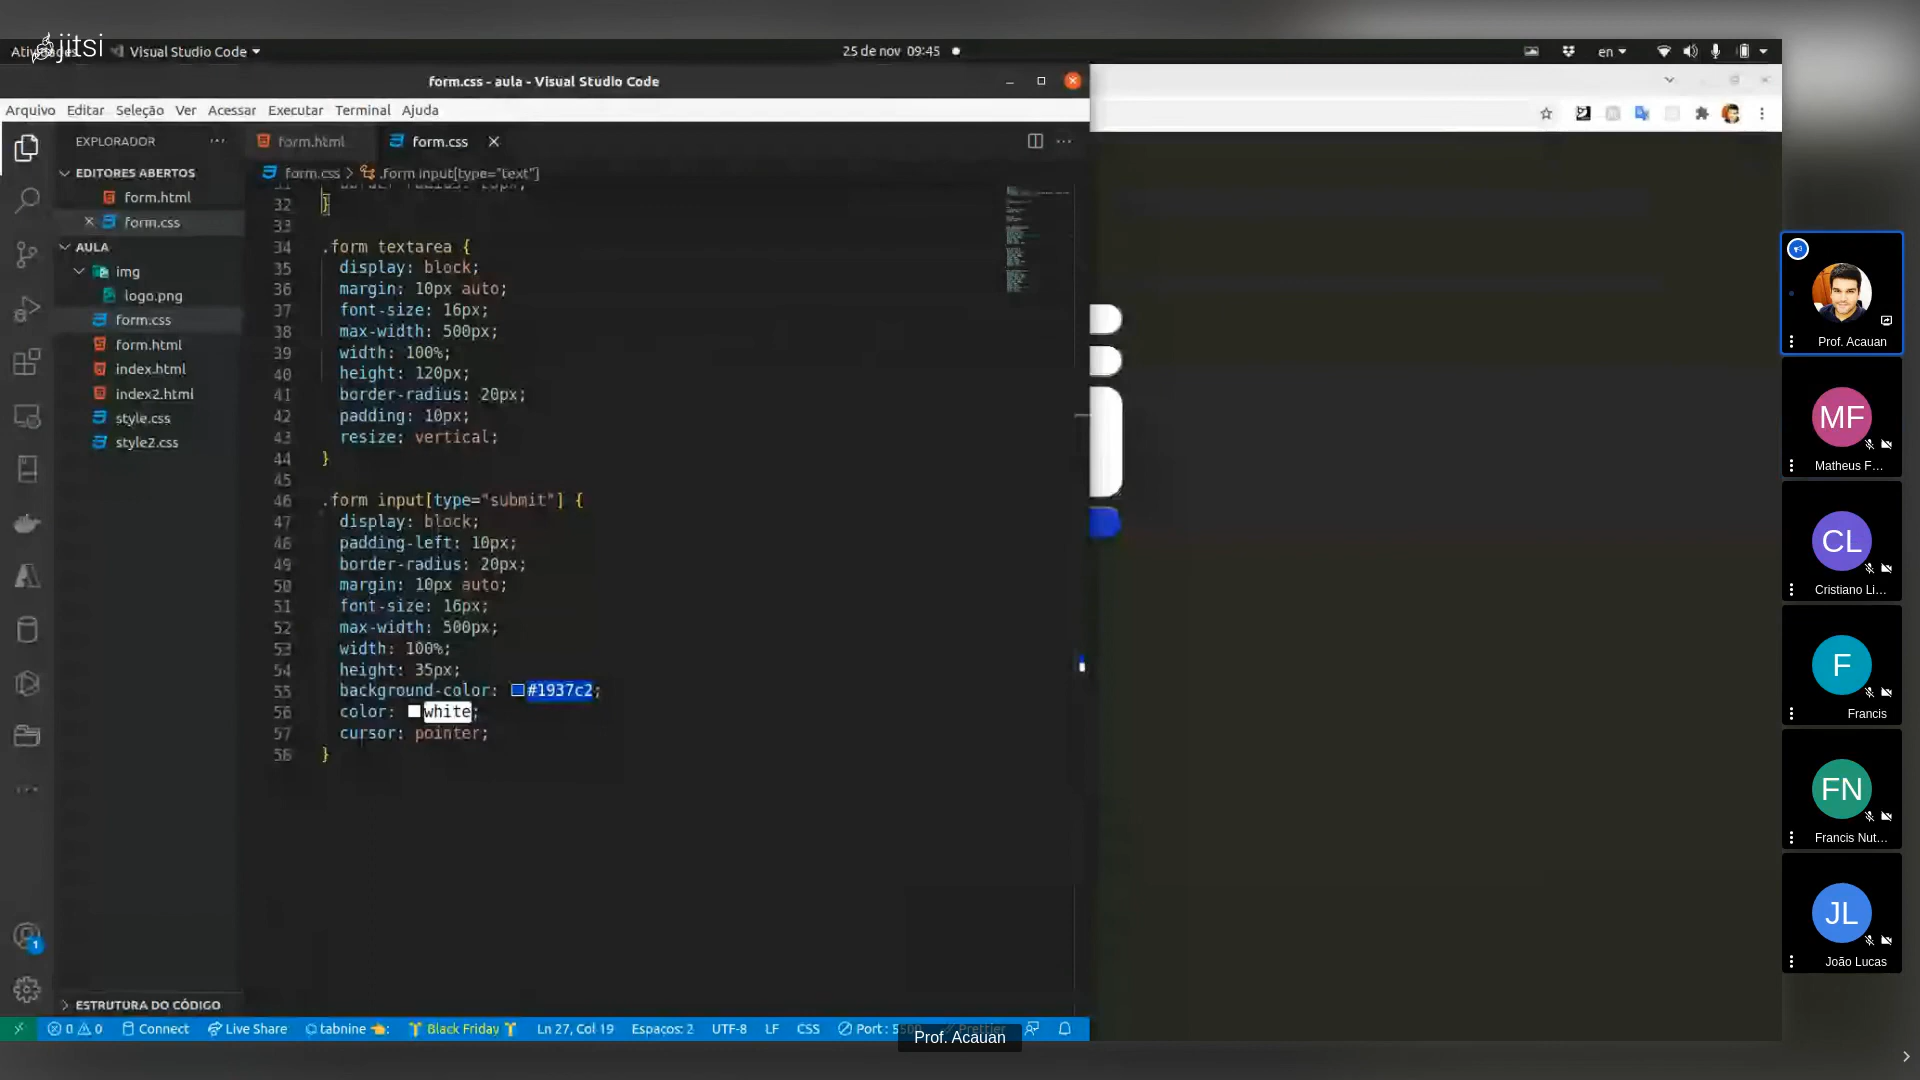 jitsi
Visual Studio Code
25 de nov 09:45
en
form.css - aula - Visual Studio Code
Arquivo Editar Seleção Ver Acessar Executar Terminal Ajuda
EXPLORADOR
form.html
form.css
form.css > .form input[type="text"]
EDITORES ABERTOS
form.html
form.css
AULA
img
logo.png
form.css
form.html
index.html
index2.html
style.css
style2.css
ESTRUTURA DO CÓDIGO
32 }
33
34 .form textarea {
35 display: block;
36 margin: 10px auto;
37 font-size: 16px;
38 max-width: 500px;
39 width: 100%;
40 height: 120px;
41 border-radius: 20px;
42 padding: 10px;
43 resize: vertical;
44 }
45
46 .form input[type="submit"] {
47 display: block;
48 padding-left: 10px;
49 border-radius: 20px;
50 margin: 10px auto;
51 font-size: 16px;
52 max-width: 500px;
53 width: 100%;
54 height: 35px;
55 background-color: #1937c2;
56 color: white;
57 cursor: pointer;
58 }
1
0 0 Connect Live Share tabnine : Black Friday Ln 27, Col 19 Espaços: 2 UTF-8 LF CSS Port : 5500 Prettier
Prof. Acauan
Prof. Acauan
MF
Matheus F...
CL
Cristiano Li...
F
Francis
FN
Francis Nut...
JL
João Lucas